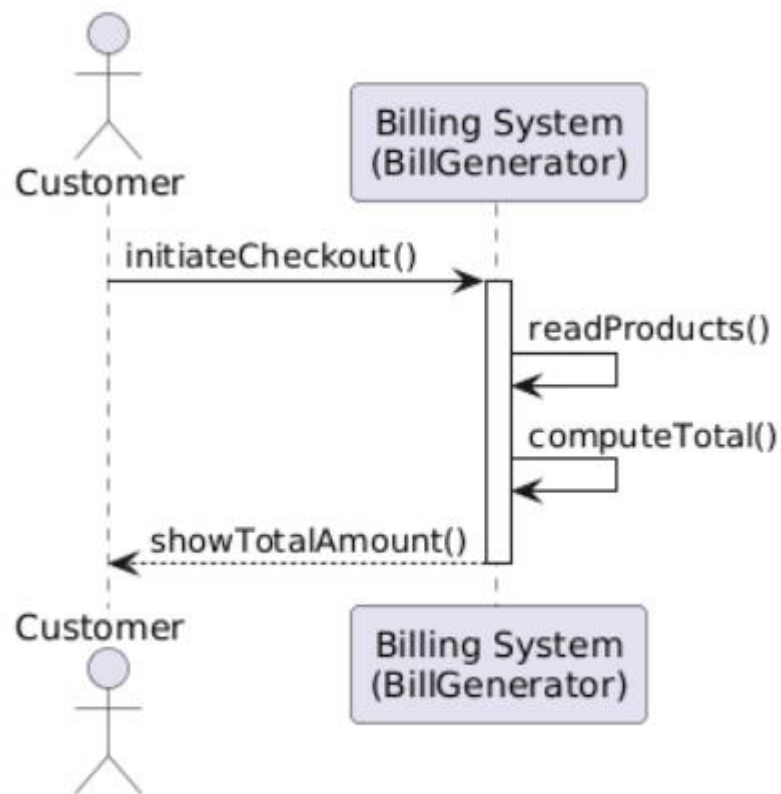 Customer
Billing System
(BillGenerator)
initiateCheckout()
readProducts()
computeTotal()
showTotalAmount()
Customer
Billing System
(BillGenerator)